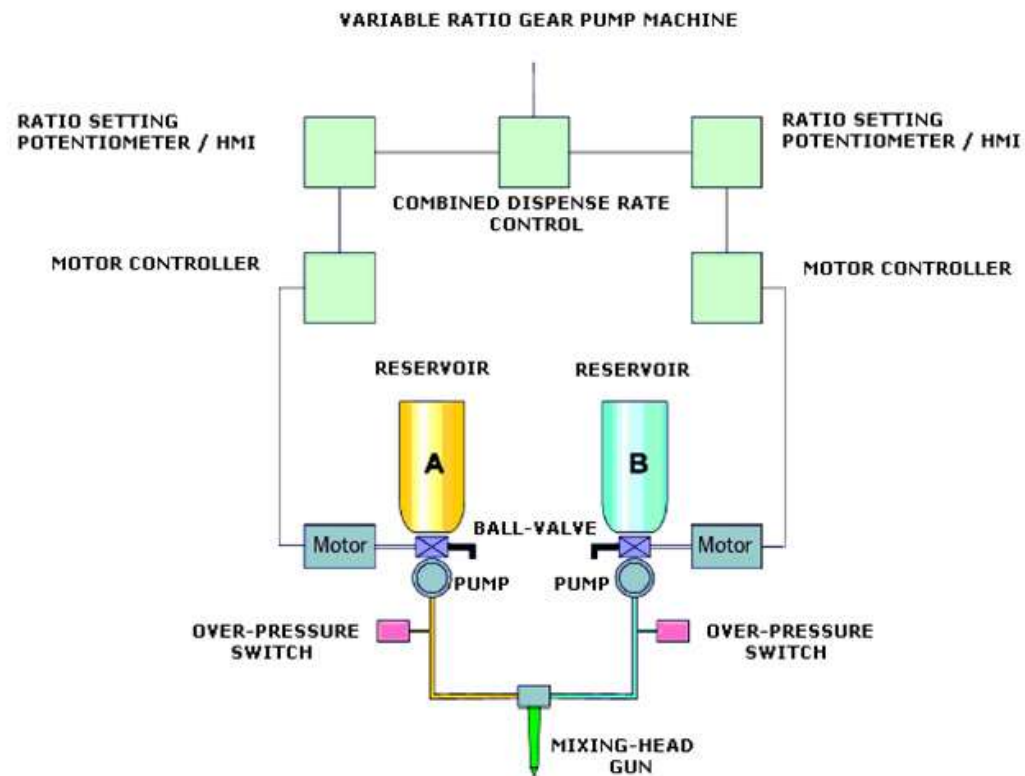 VARIABLE RATIO GEAR PUMP MACHINE
RATIO SETTING
POTENTIOMETER / HMI
RATIO SETTING
POTENTIOMETER / HMI
COMBINED DISPENSE RATE
CONTROL
MOTOR CONTROLLER
MOTOR CONTROLLER
RESERVOIR
RESERVOIR
A
B
BALL-VALVE
Motor
Motor
PUMP
PUMP
OVER-PRESSURE
SWITCH
OVER-PRESSURE
SWITCH
MIXING-HEAD
GUN